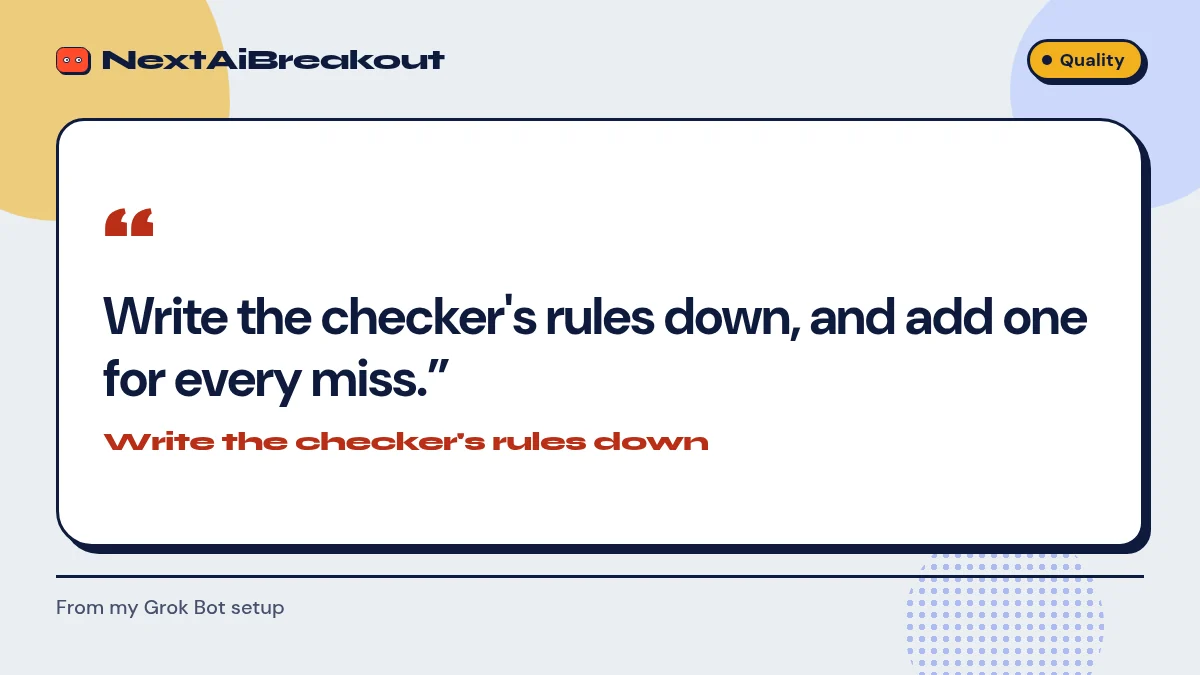 NextAiBreakout
Quality
“
Write the checker's rules down, and add one
for every miss.”
Write the checker's rules down
From my Grok Bot setup